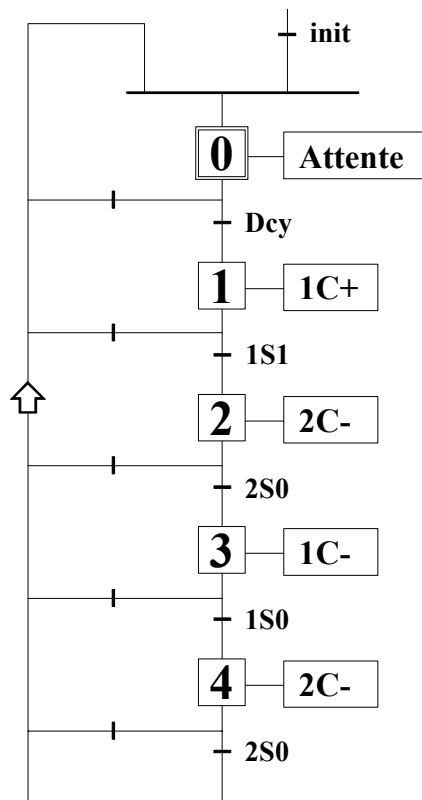 init
0 Attente
Dcy
1 1C+
1S1
2 2C-
2S0
3 1C-
1S0
4 2C-
2S0